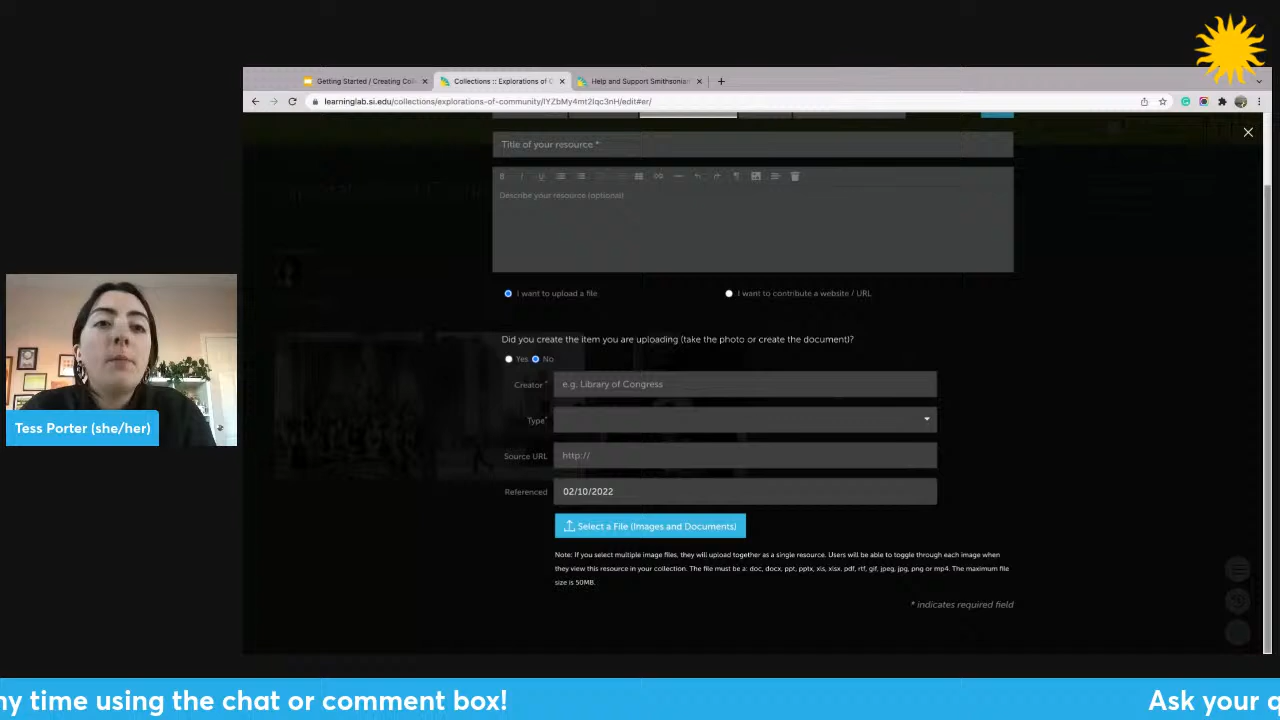 Getting Started / Creating Coll
Collections :: Explorations of C
Help and Support Smithsonian
learninglab.si.edu/collections/explorations-of-community/IYZbMy4mt2Iqc3nH/edit#er/
Title of your resource *
Describe your resource (optional)
I want to upload a file
I want to contribute a website / URL
Did you create the item you are uploading (take the photo or create the document)?
Yes No
Creator *
e.g. Library of Congress
Type*
Source URL
http://
Referenced
02/10/2022
Select a File (Images and Documents)
Note: If you select multiple image files, they will upload together as a single resource. Users will be able to toggle through each image when
they view this resource in your collection. The file must be a: doc, docx, ppt, pptx, xls, xlsx, pdf, rtf, gif, jpeg, jpg, png or mp4. The maximum file
size is 50MB.
* indicates required field
Tess Porter (she/her)
ny time using the chat or comment box!
Ask your q